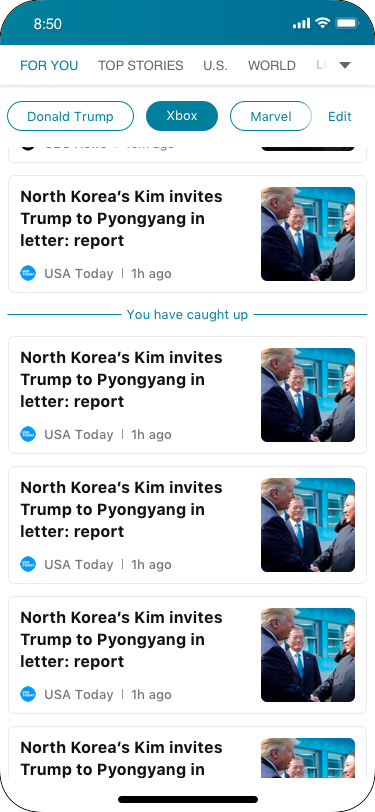 8:50
FOR YOU TOP STORIES U.S. WORLD
Donald Trump Xbox Marvel Edit
North Korea's Kim invites
Trump to Pyongyang in
letter: report
USA Today | 1h ago
You have caught up
North Korea's Kim invites
Trump to Pyongyang in
letter: report
USA Today | 1h ago
North Korea's Kim invites
Trump to Pyongyang in
letter: report
USA Today | 1h ago
North Korea's Kim invites
Trump to Pyongyang in
letter: report
USA Today | 1h ago
North Korea's Kim invites
Trump to Pyongyang in